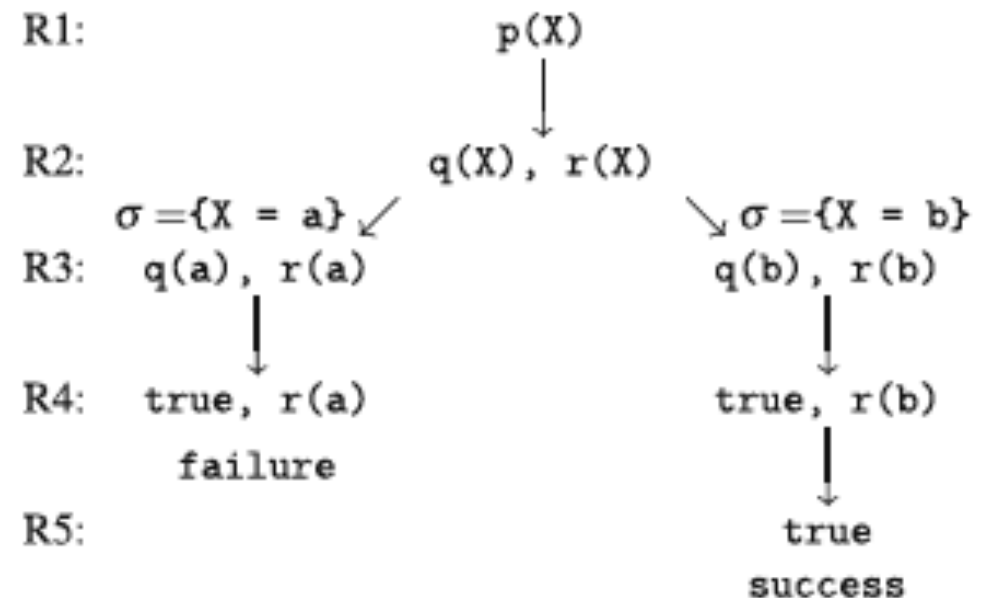 R1: p(X)
R2: q(X), r(X)
σ ={X = a} σ ={X = b}
R3: q(a), r(a) q(b), r(b)
R4: true, r(a) true, r(b)
failure
R5: true
success